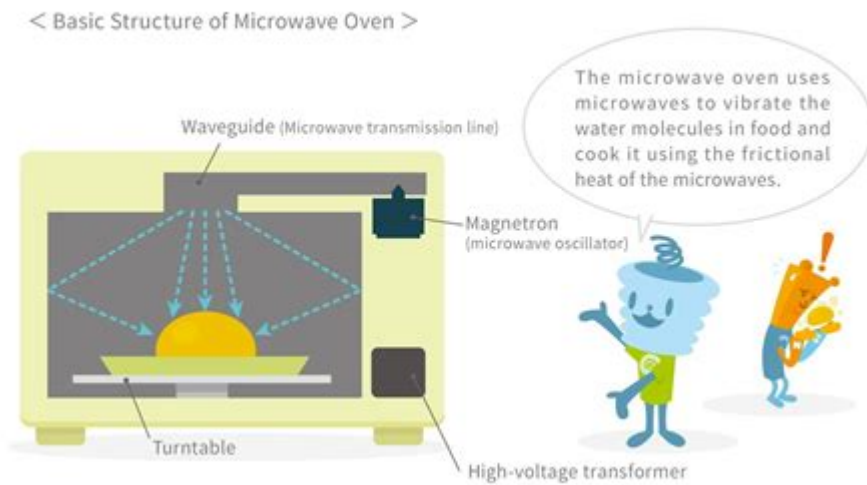 < Basic Structure of Microwave Oven >
The microwave oven uses
microwaves to vibrate the
water molecules in food and
cook it using the frictional
heat of the microwaves.
Waveguide (Microwave transmission line)
Magnetron
(microwave oscillator)
Turntable
High-voltage transformer